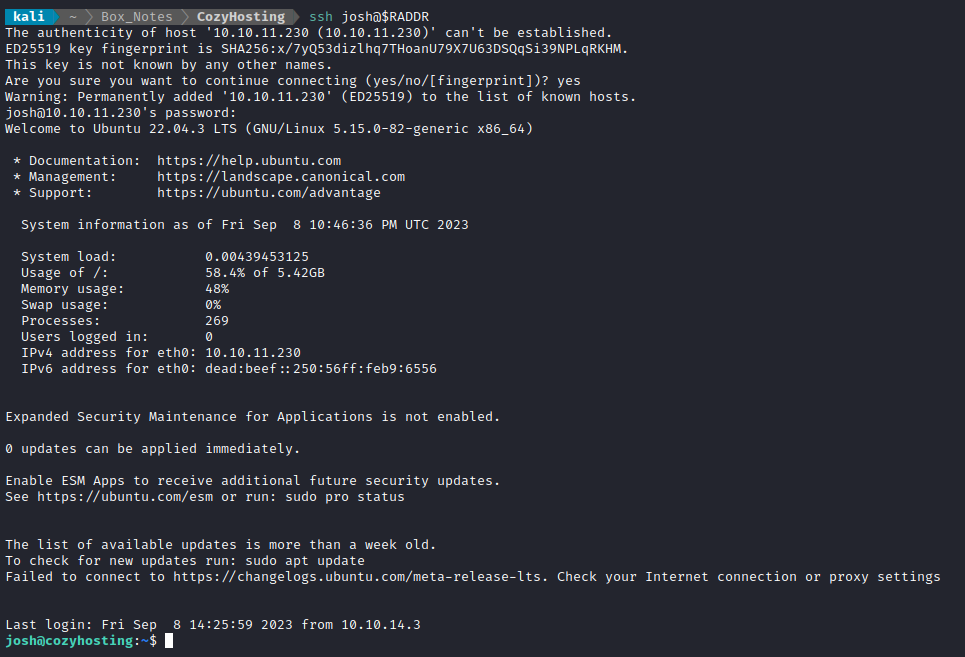 kali ~ Box_Notes CozyHosting ssh josh@$RADDR
The authenticity of host '10.10.11.230 (10.10.11.230)' can't be established.
ED25519 key fingerprint is SHA256:x/7yQ53dizlhq7THoanU79X7U63DSQqSi39NPLqRKHM.
This key is not known by any other names.
Are you sure you want to continue connecting (yes/no/[fingerprint])? yes
Warning: Permanently added '10.10.11.230' (ED25519) to the list of known hosts.
josh@10.10.11.230's password:
Welcome to Ubuntu 22.04.3 LTS (GNU/Linux 5.15.0-82-generic x86_64)
* Documentation: https://help.ubuntu.com
* Management: https://landscape.canonical.com
* Support: https://ubuntu.com/advantage
System information as of Fri Sep 8 10:46:36 PM UTC 2023
System load: 0.00439453125
Usage of /: 58.4% of 5.42GB
Memory usage: 48%
Swap usage: 0%
Processes: 269
Users logged in: 0
IPv4 address for eth0: 10.10.11.230
IPv6 address for eth0: dead:beef::250:56ff:feb9:6556
Expanded Security Maintenance for Applications is not enabled.
0 updates can be applied immediately.
Enable ESM Apps to receive additional future security updates.
See https://ubuntu.com/esm or run: sudo pro status
The list of available updates is more than a week old.
To check for new updates run: sudo apt update
Failed to connect to https://changelogs.ubuntu.com/meta-release-lts. Check your Internet connection or proxy settings
Last login: Fri Sep 8 14:25:59 2023 from 10.10.14.3
josh@cozyhosting:~$